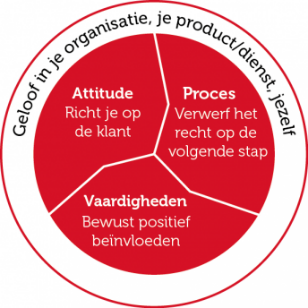 Geloof in je organisatie, je product/dienst, jezelf
Attitude
Richt je op
de klant
Proces
Verwerf het
recht op de
volgende stap
Vaardigheden
Bewust positief
beïnvloeden